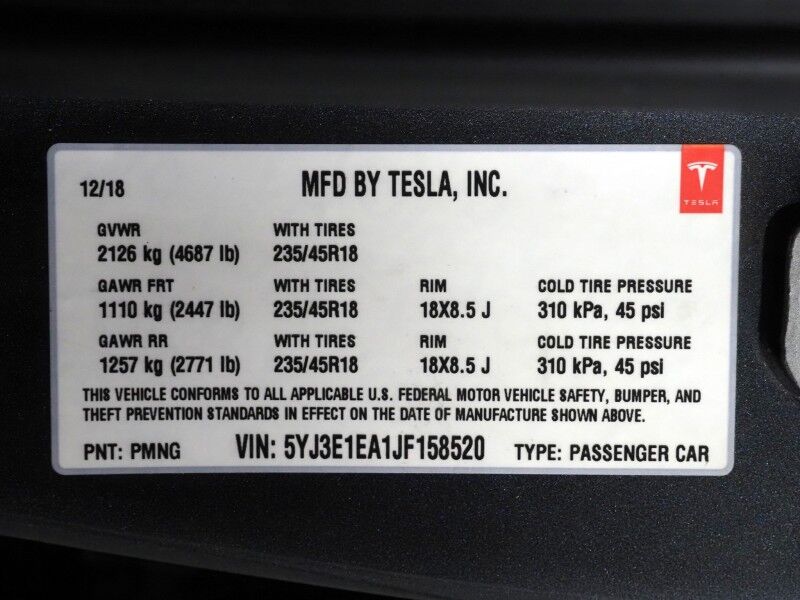 12/18 MFD BY TESLA, INC.
TESLA
GVWR WITH TIRES
2126 kg (4687 lb) 235/45R18
GAWR FRT WITH TIRES RIM COLD TIRE PRESSURE
1110 kg (2447 lb) 235/45R18 18X8.5 J 310 kPa, 45 psi
GAWR RR WITH TIRES RIM COLD TIRE PRESSURE
1257 kg (2771 lb) 235/45R18 18X8.5 J 310 kPa, 45 psi
THIS VEHICLE CONFORMS TO ALL APPLICABLE U.S. FEDERAL MOTOR VEHICLE SAFETY, BUMPER, AND
THEFT PREVENTION STANDARDS IN EFFECT ON THE DATE OF MANUFACTURE SHOWN ABOVE.
PNT: PMNG VIN: 5YJ3E1EA1JF158520 TYPE: PASSENGER CAR